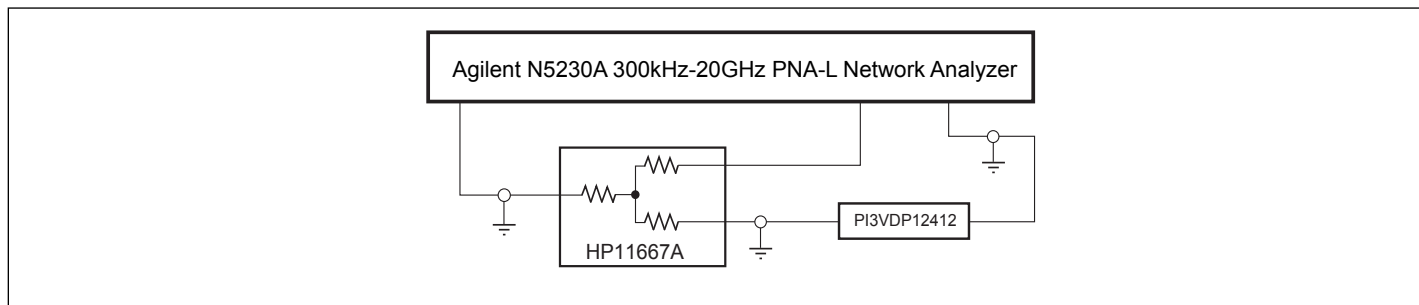 Agilent N5230A 300kHz-20GHz PNA-L Network Analyzer
PI3VDP12412
HP11667A